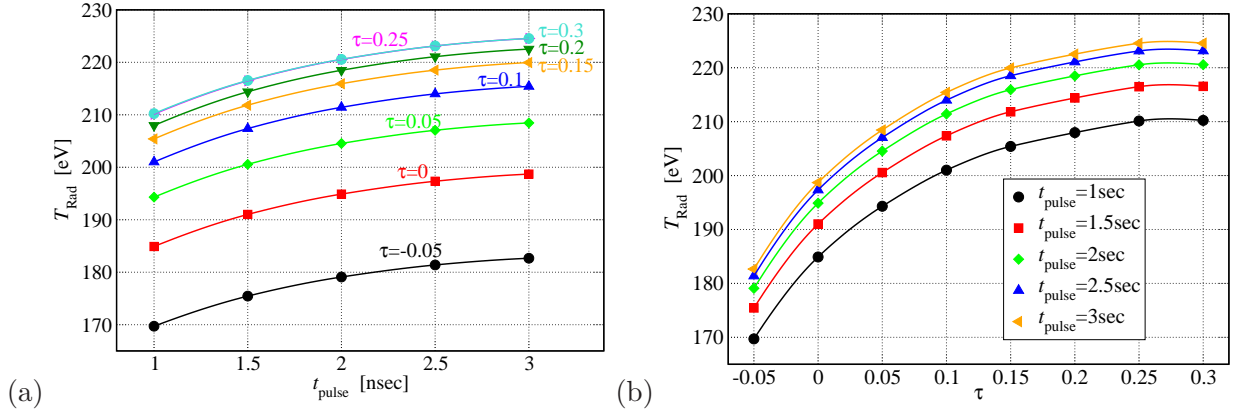 230
220
210
200
190
180
170
T_Rad [eV]
τ=0.25
τ=0.3
τ=0.2
τ=0.15
τ=0.1
τ=0.05
τ=0
τ=-0.05
1 1.5 2 2.5 3
t_pulse [nsec]
(a)
230
220
210
200
190
180
170
T_Rad [eV]
t_pulse=1sec
t_pulse=1.5sec
t_pulse=2sec
t_pulse=2.5sec
t_pulse=3sec
-0.05 0 0.05 0.1 0.15 0.2 0.25 0.3
τ
(b)